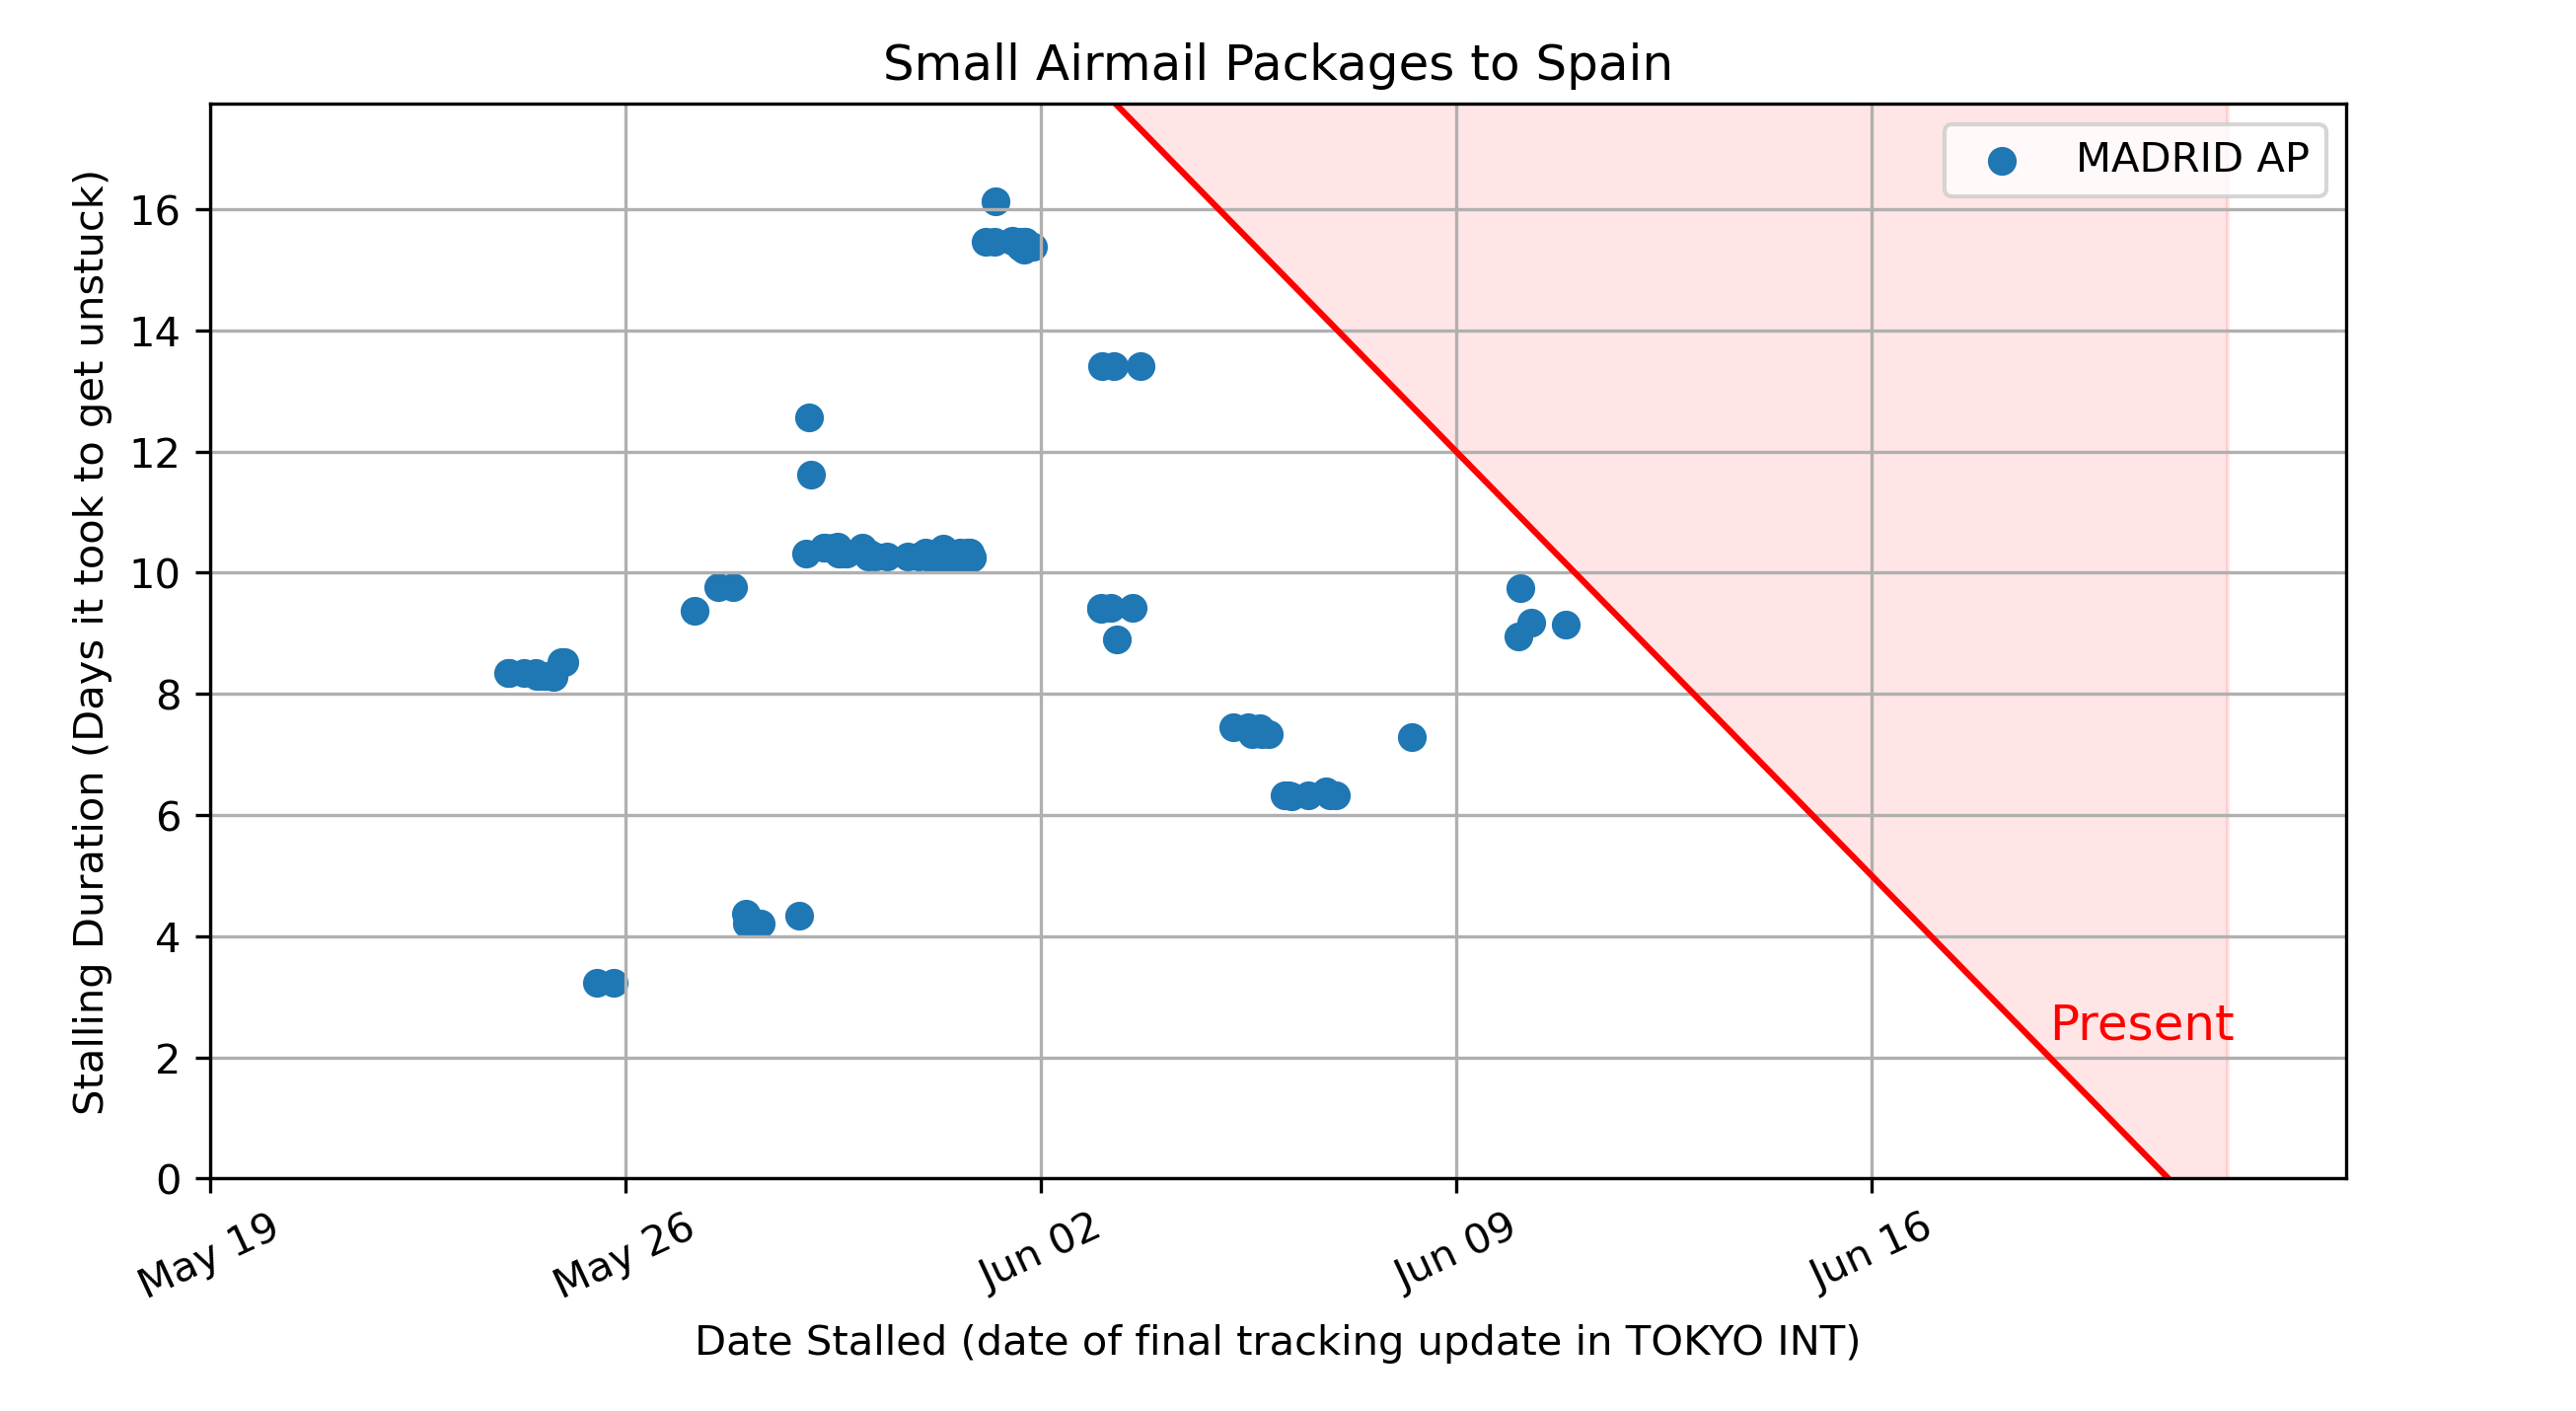 Small Airmail Packages to Spain
MADRID AP
Stalling Duration (Days it took to get unstuck)
16
14
12
10
8
6
4
2
0
Present
May 19
May 26
Jun 02
Jun 09
Jun 16
Date Stalled (date of final tracking update in TOKYO INT)